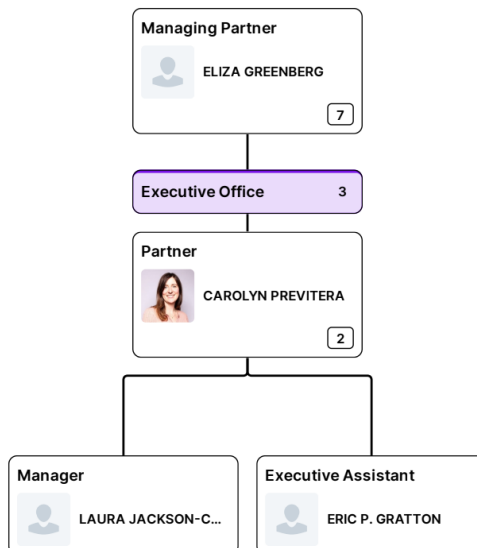 Managing Partner
ELIZA GREENBERG
7
Executive Office 3
Partner
CAROLYN PREVITERA
2
Manager
LAURA JACKSON-C...
Executive Assistant
ERIC P. GRATTON